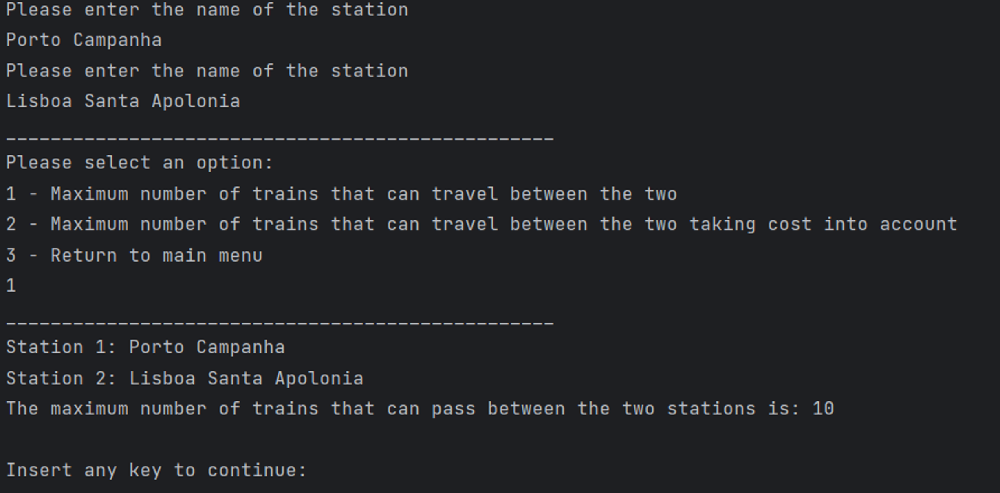 Please enter the name of the station
Porto Campanha
Please enter the name of the station
Lisboa Santa Apolonia
_________________________________________________
Please select an option:
1 - Maximum number of trains that can travel between the two
2 - Maximum number of trains that can travel between the two taking cost into account
3 - Return to main menu
1
_________________________________________________
Station 1: Porto Campanha
Station 2: Lisboa Santa Apolonia
The maximum number of trains that can pass between the two stations is: 10
Insert any key to continue: